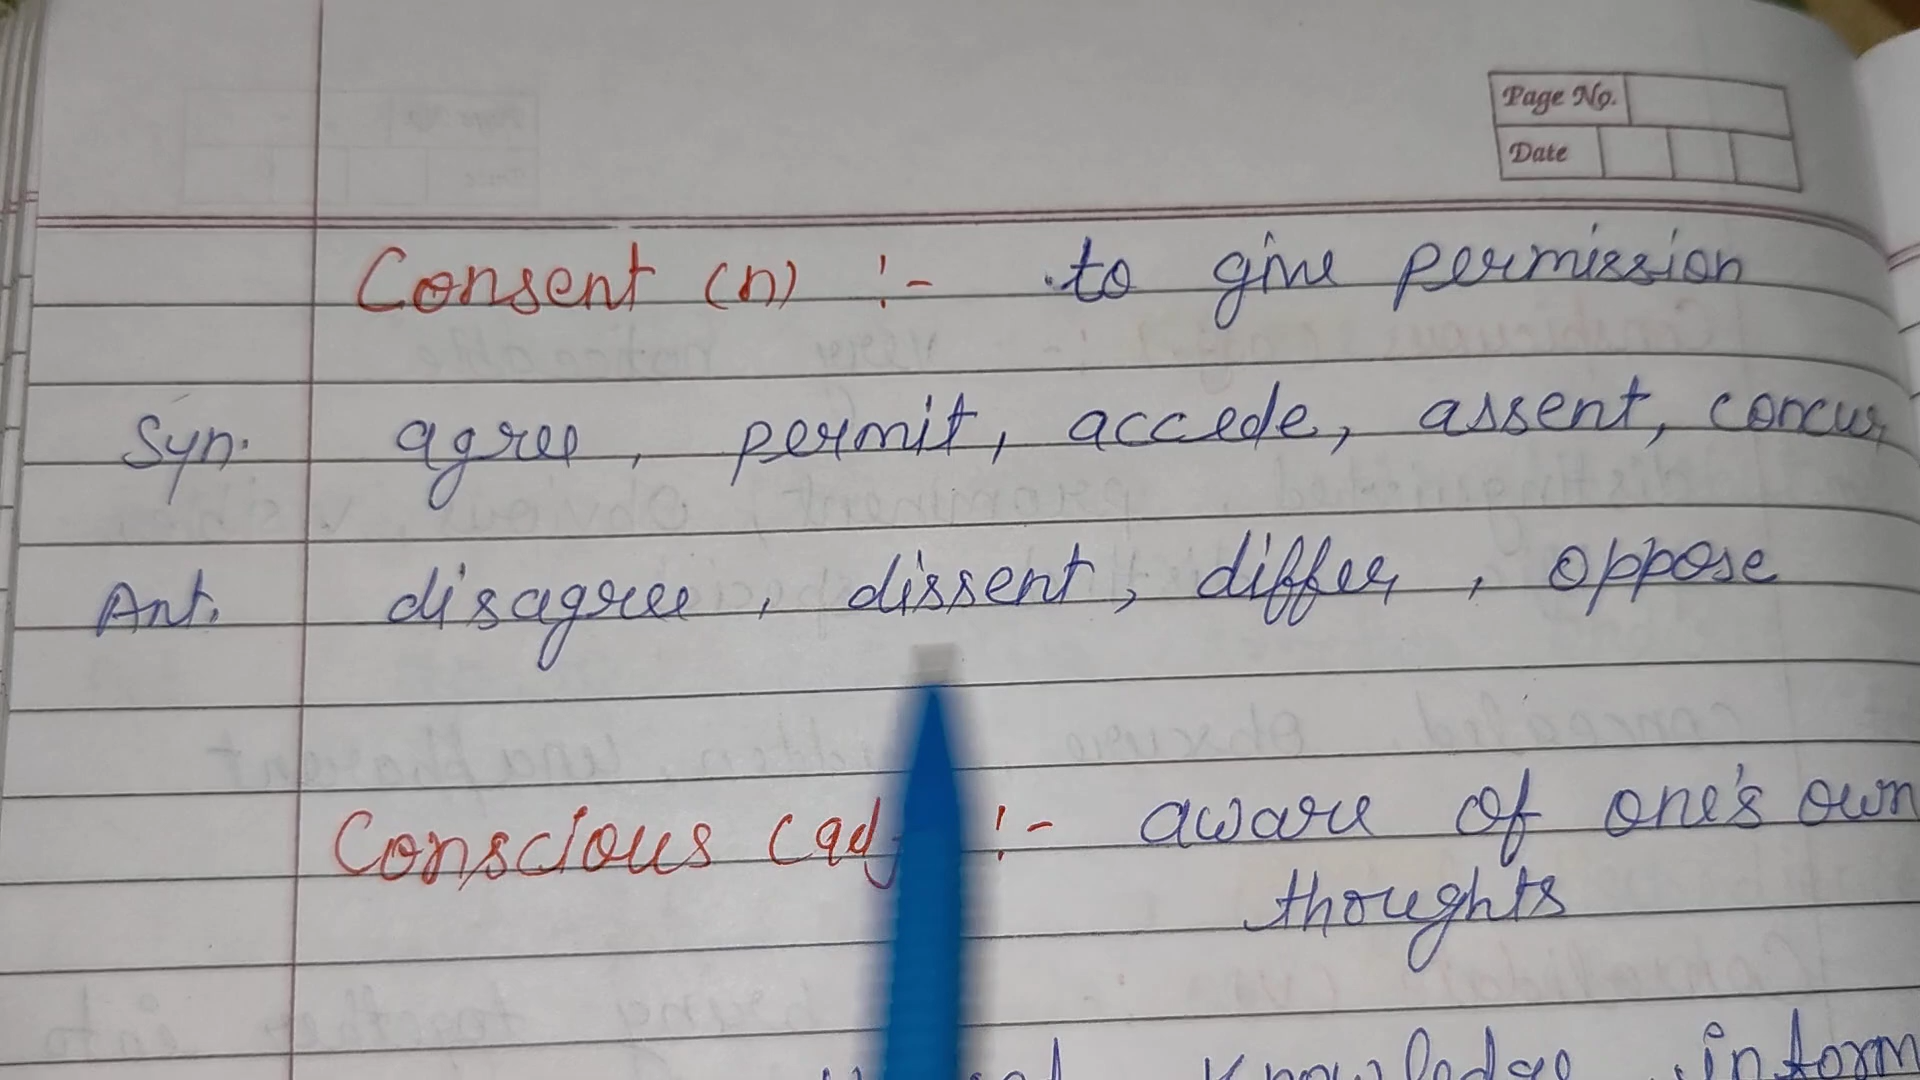 Page No.
Date
Consent (n) :- to give permission
Syn. agree, permit, accede, assent, concur
Ant. disagree, dissent, differ, oppose
Conscious (adj :- aware of one's own
thoughts